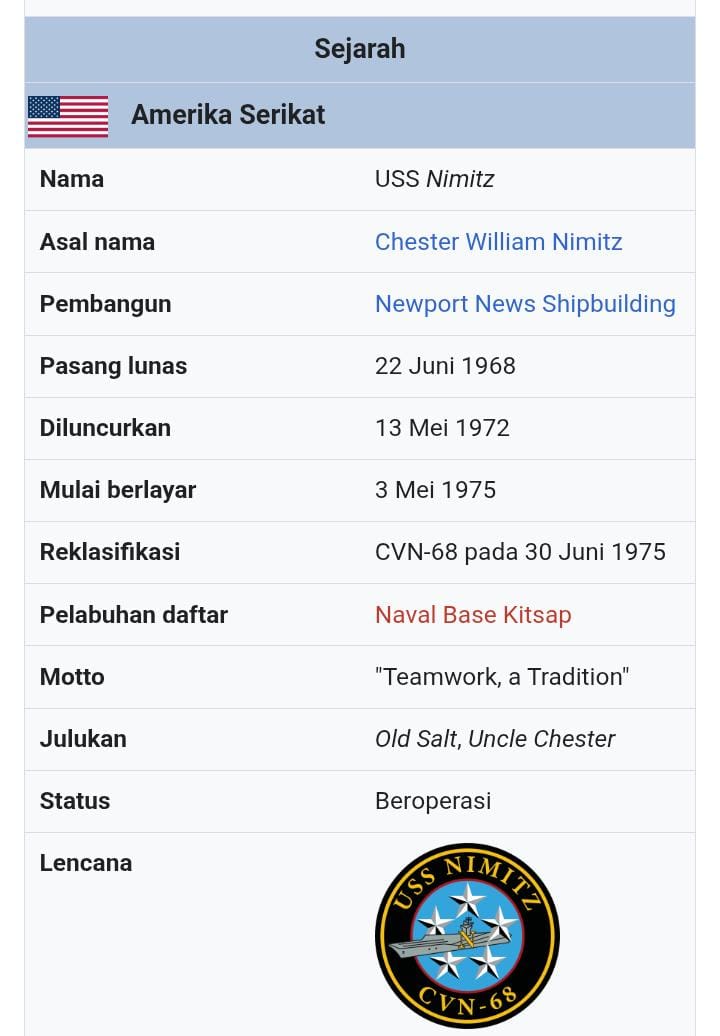 Sejarah
Amerika Serikat
Nama USS Nimitz
Asal nama Chester William Nimitz
Pembangun Newport News Shipbuilding
Pasang lunas 22 Juni 1968
Diluncurkan 13 Mei 1972
Mulai berlayar 3 Mei 1975
Reklasifikasi CVN-68 pada 30 Juni 1975
Pelabuhan daftar Naval Base Kitsap
Motto "Teamwork, a Tradition"
Julukan Old Salt, Uncle Chester
Status Beroperasi
Lencana
USS NIMITZ
N
CVN-68